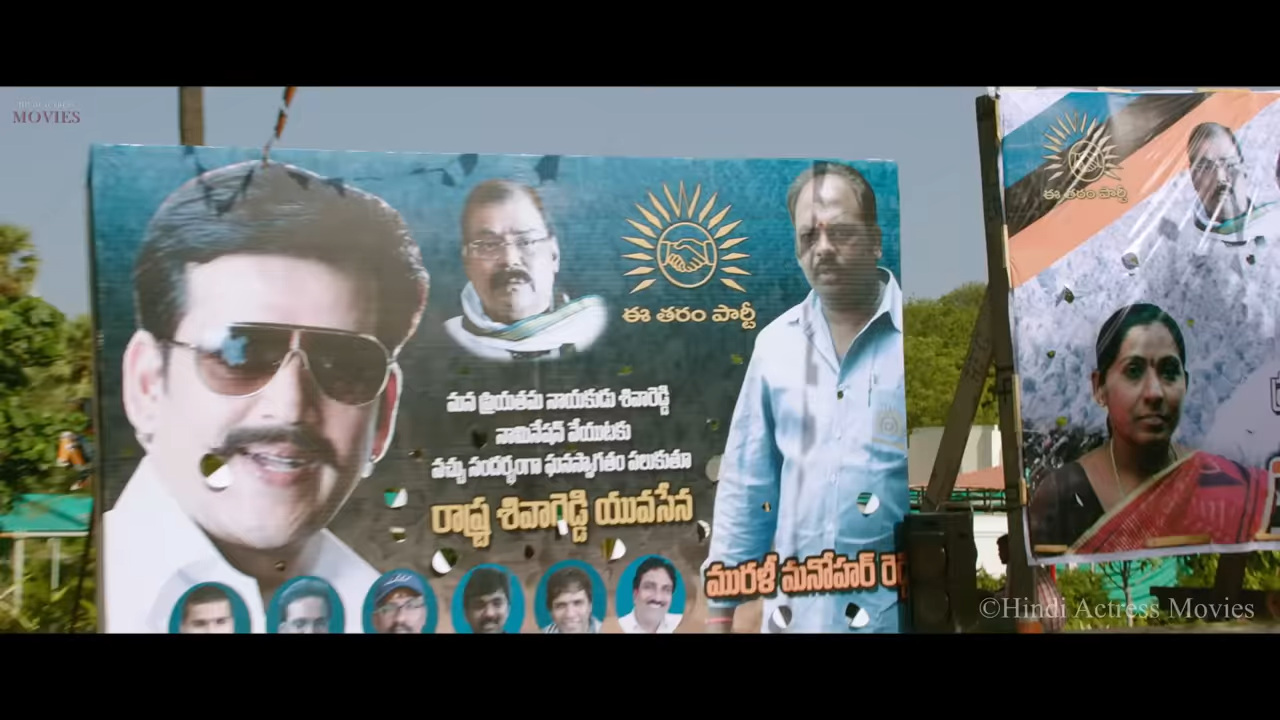 MOVIES
ఈ తరం పార్టీ
మన ప్రియతమ నాయకుడు శివారెడ్డి
నామినేషన్ వేయుటకు
వచ్చు సందర్భంగా ఘనస్వాగతం పలుకుతూ
రాష్ట్ర శివారెడ్డి యువసేన
మురళీ మనోహర్
ఈ తరం పార్టీ
©Hindi Actress Movies